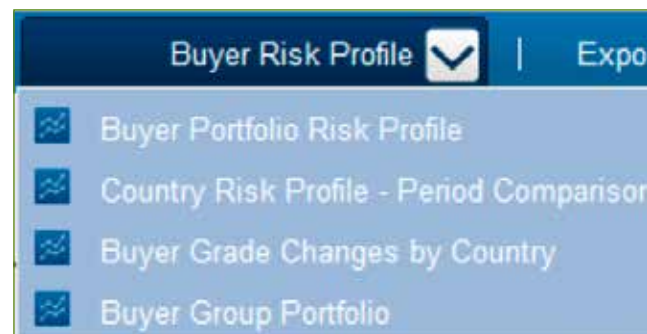 Buyer Risk Profile | Expo
Buyer Portfolio Risk Profile
Country Risk Profile - Period Comparison
Buyer Grade Changes by Country
Buyer Group Portfolio